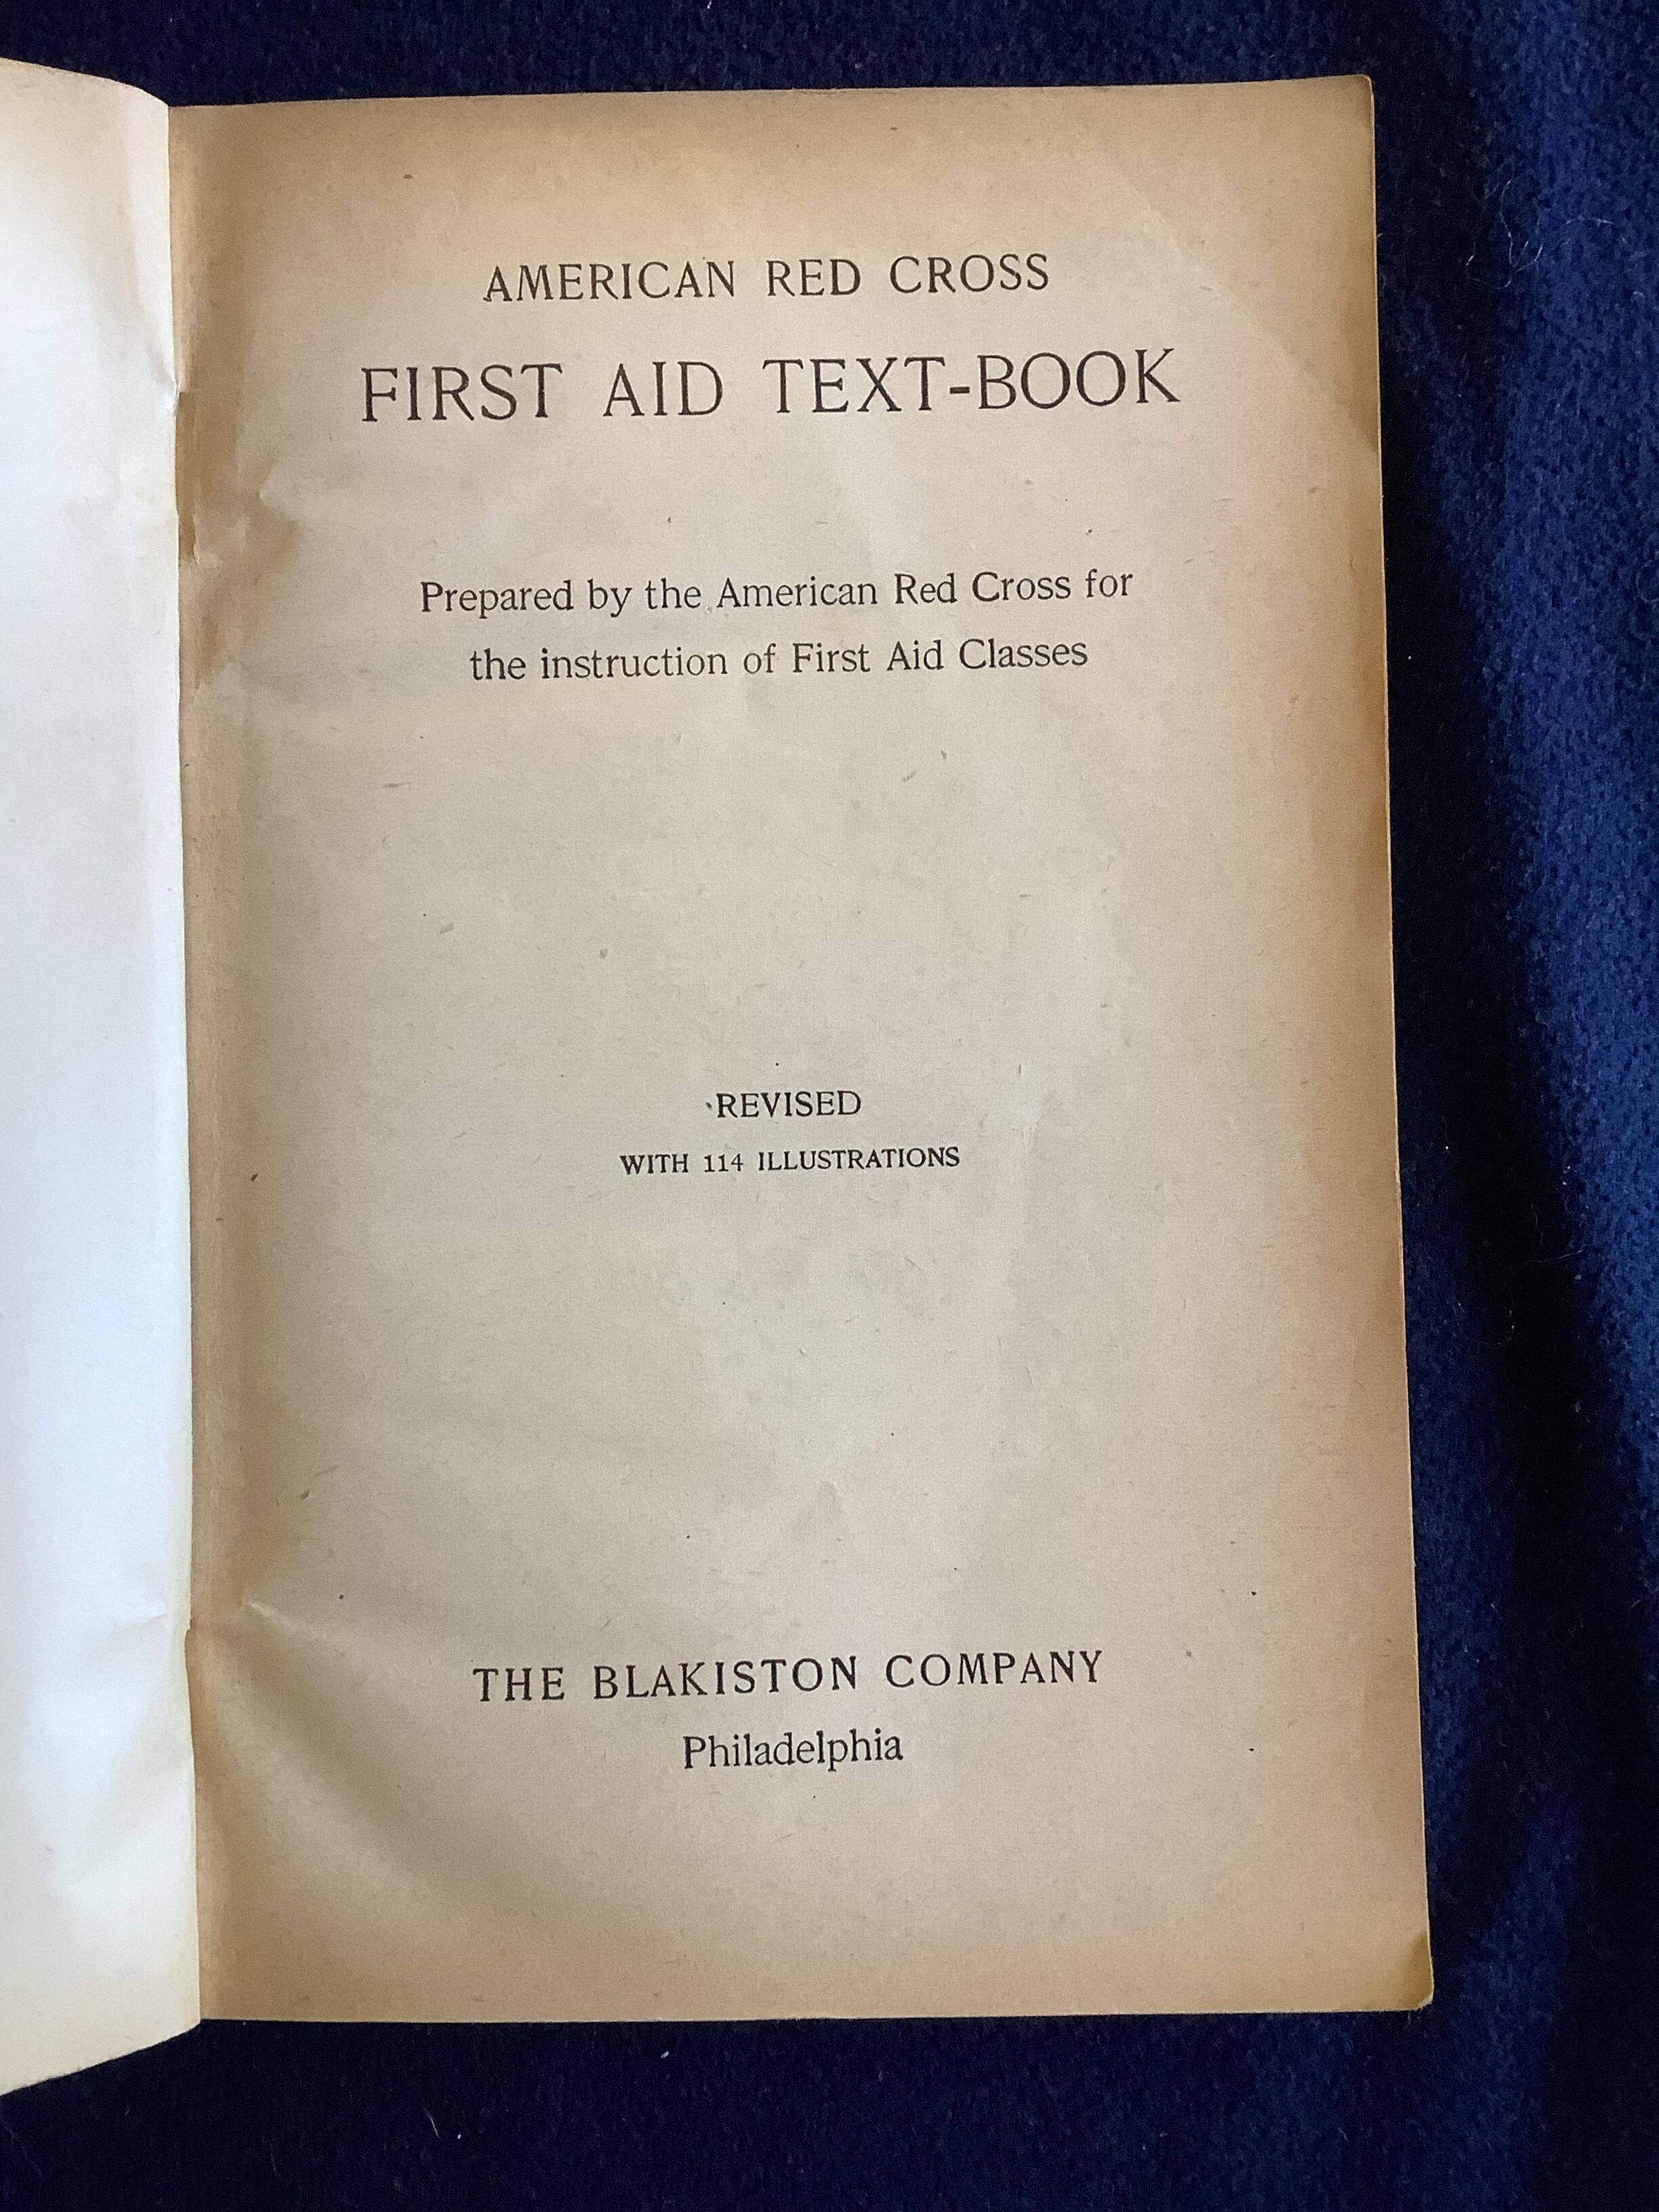 AMERICAN RED CROSS
FIRST AID TEXT-BOOK
Prepared by the American Red Cross for
the instruction of First Aid Classes
REVISED
WITH 114 ILLUSTRATIONS
THE BLAKISTON COMPANY
Philadelphia